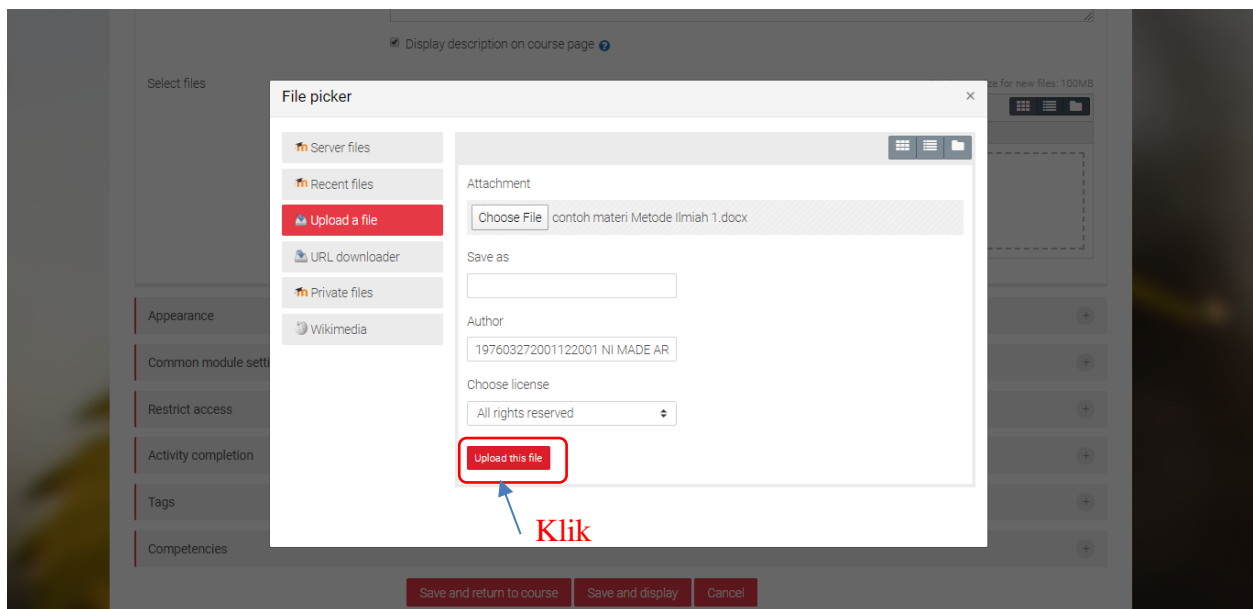 Display description on course page
Select files
ze for new files: 100MB
File picker
×
Server files
Recent files
Upload a file
URL downloader
Private files
Wikimedia
Attachment
Choose File contoh materi Metode Ilmiah 1.docx
Save as
Author
197603272001122001 NI MADE AR
Choose license
All rights reserved
Upload this file
Klik
Appearance
Common module setti
Restrict access
Activity completion
Tags
Competencies
Save and return to course Save and display Cancel